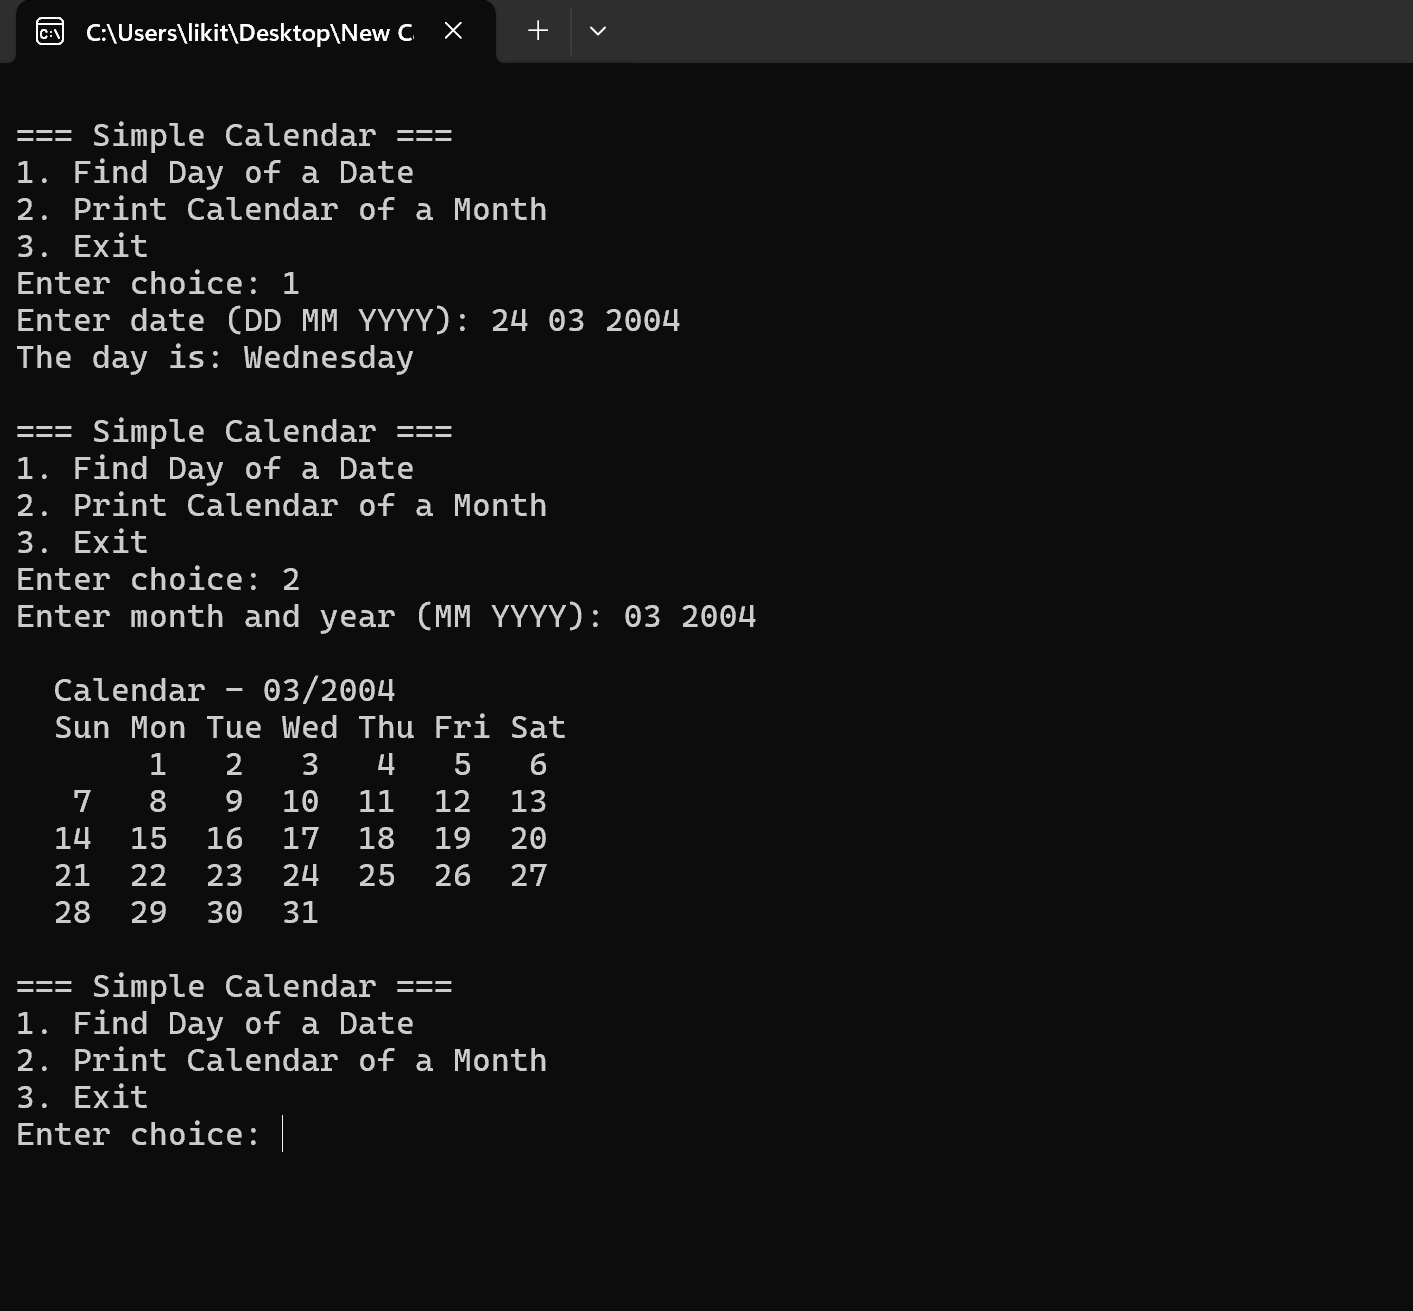 C:\Users\likit\Desktop\New C
=== Simple Calendar ===
1. Find Day of a Date
2. Print Calendar of a Month
3. Exit
Enter choice: 1
Enter date (DD MM YYYY): 24 03 2004
The day is: Wednesday
=== Simple Calendar ===
1. Find Day of a Date
2. Print Calendar of a Month
3. Exit
Enter choice: 2
Enter month and year (MM YYYY): 03 2004
Calendar - 03/2004
Sun Mon Tue Wed Thu Fri Sat
1 2 3 4 5 6
7 8 9 10 11 12 13
14 15 16 17 18 19 20
21 22 23 24 25 26 27
28 29 30 31
=== Simple Calendar ===
1. Find Day of a Date
2. Print Calendar of a Month
3. Exit
Enter choice: